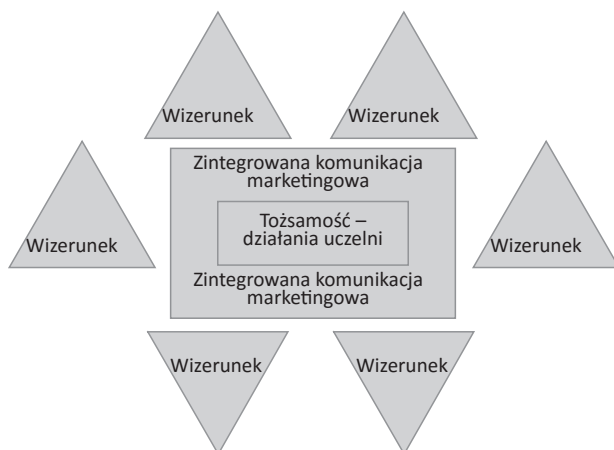 Wizerunek
Wizerunek
Zintegrowana komunikacja
marketingowa
Tożsamość –
działania uczelni
Wizerunek
Wizerunek
Zintegrowana komunikacja
marketingowa
Wizerunek
Wizerunek